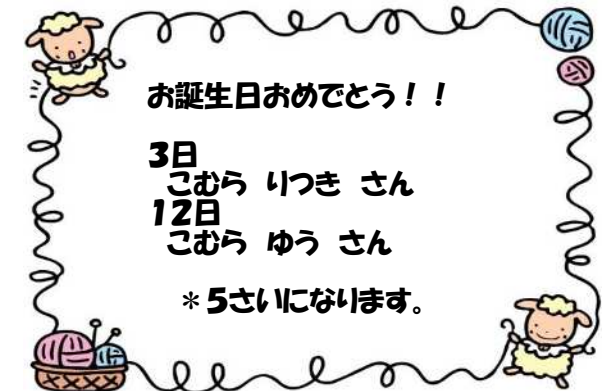 お誕生日おめでとう！！
3日
こむら　りつき　さん
12日
こむら　ゆう　さん
＊5さいになります。